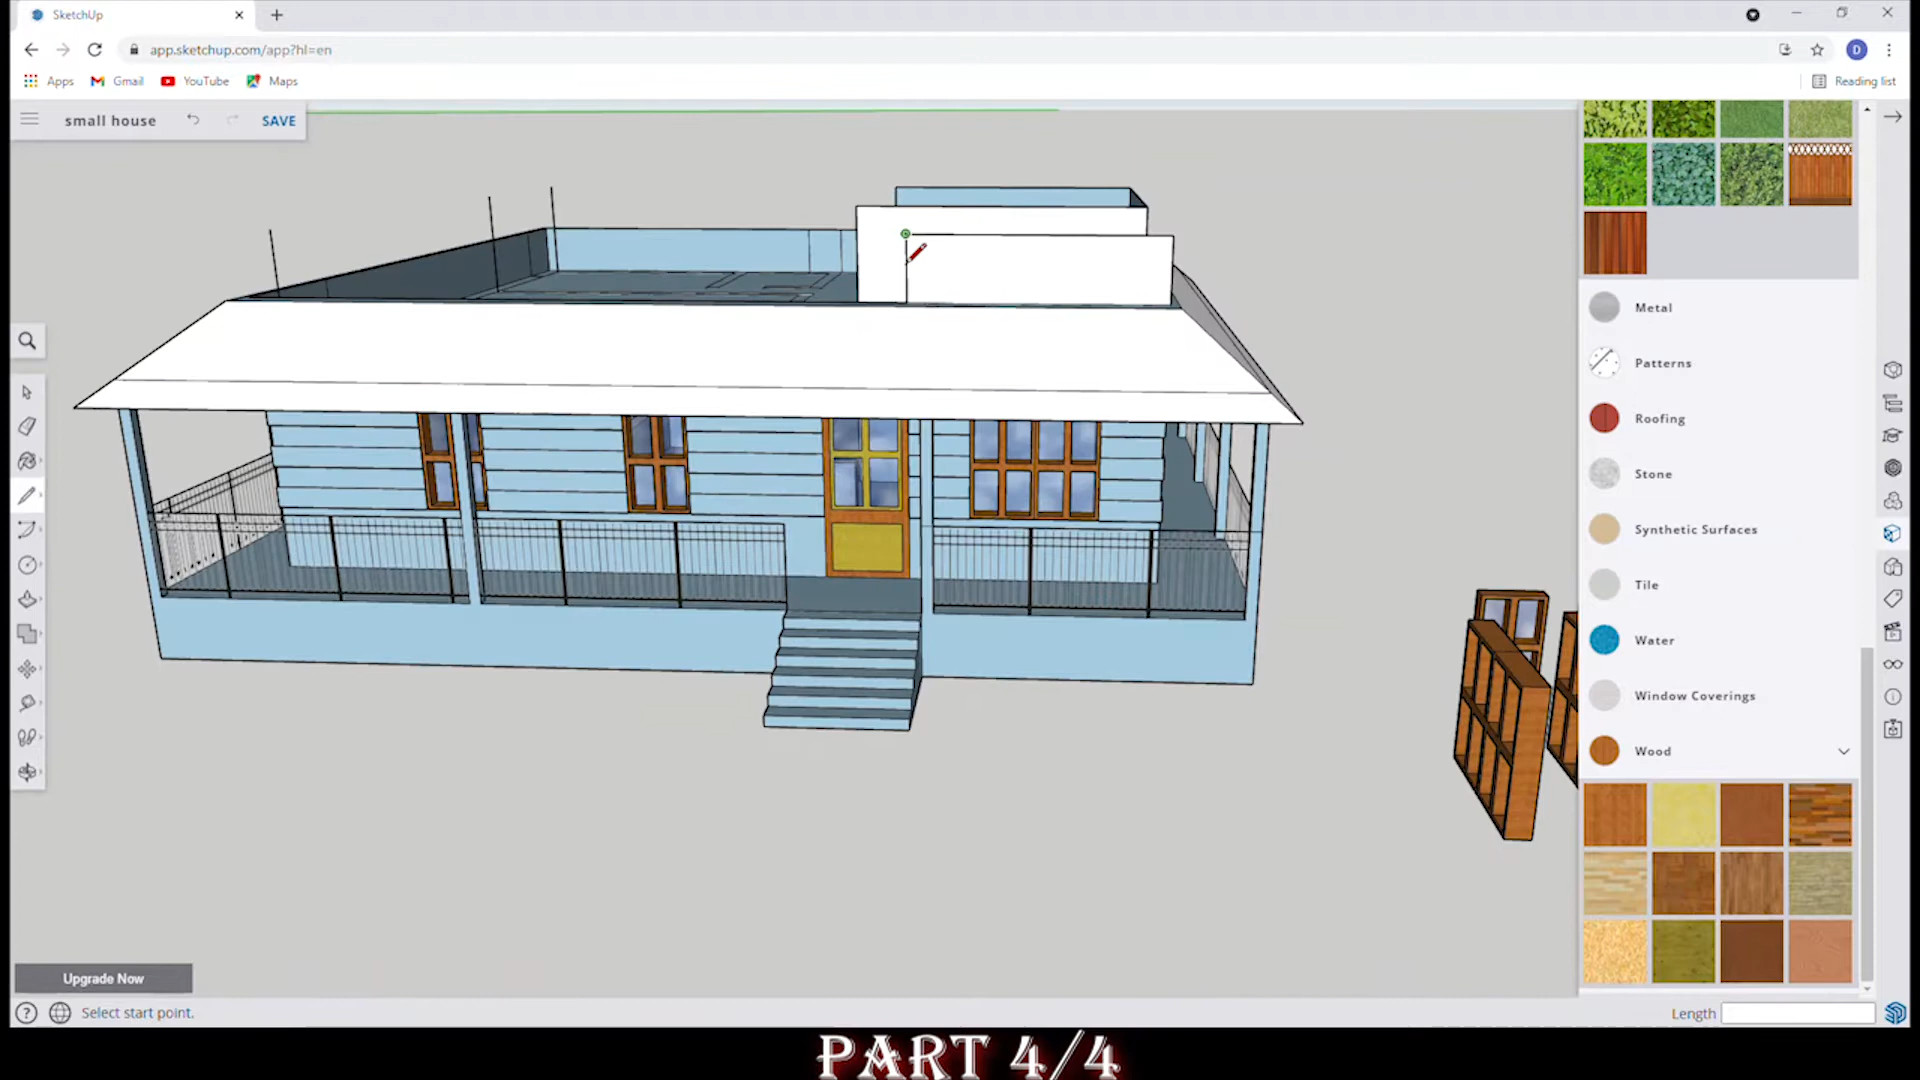 SketchUp
app.sketchup.com/app?hl=en
Apps
Gmail
YouTube
Maps
Reading list
D
small house
SAVE
Metal
Patterns
Roofing
Stone
Synthetic Surfaces
Tile
Water
Window Coverings
Wood
Upgrade Now
Select start point.
Length
PART 4/4